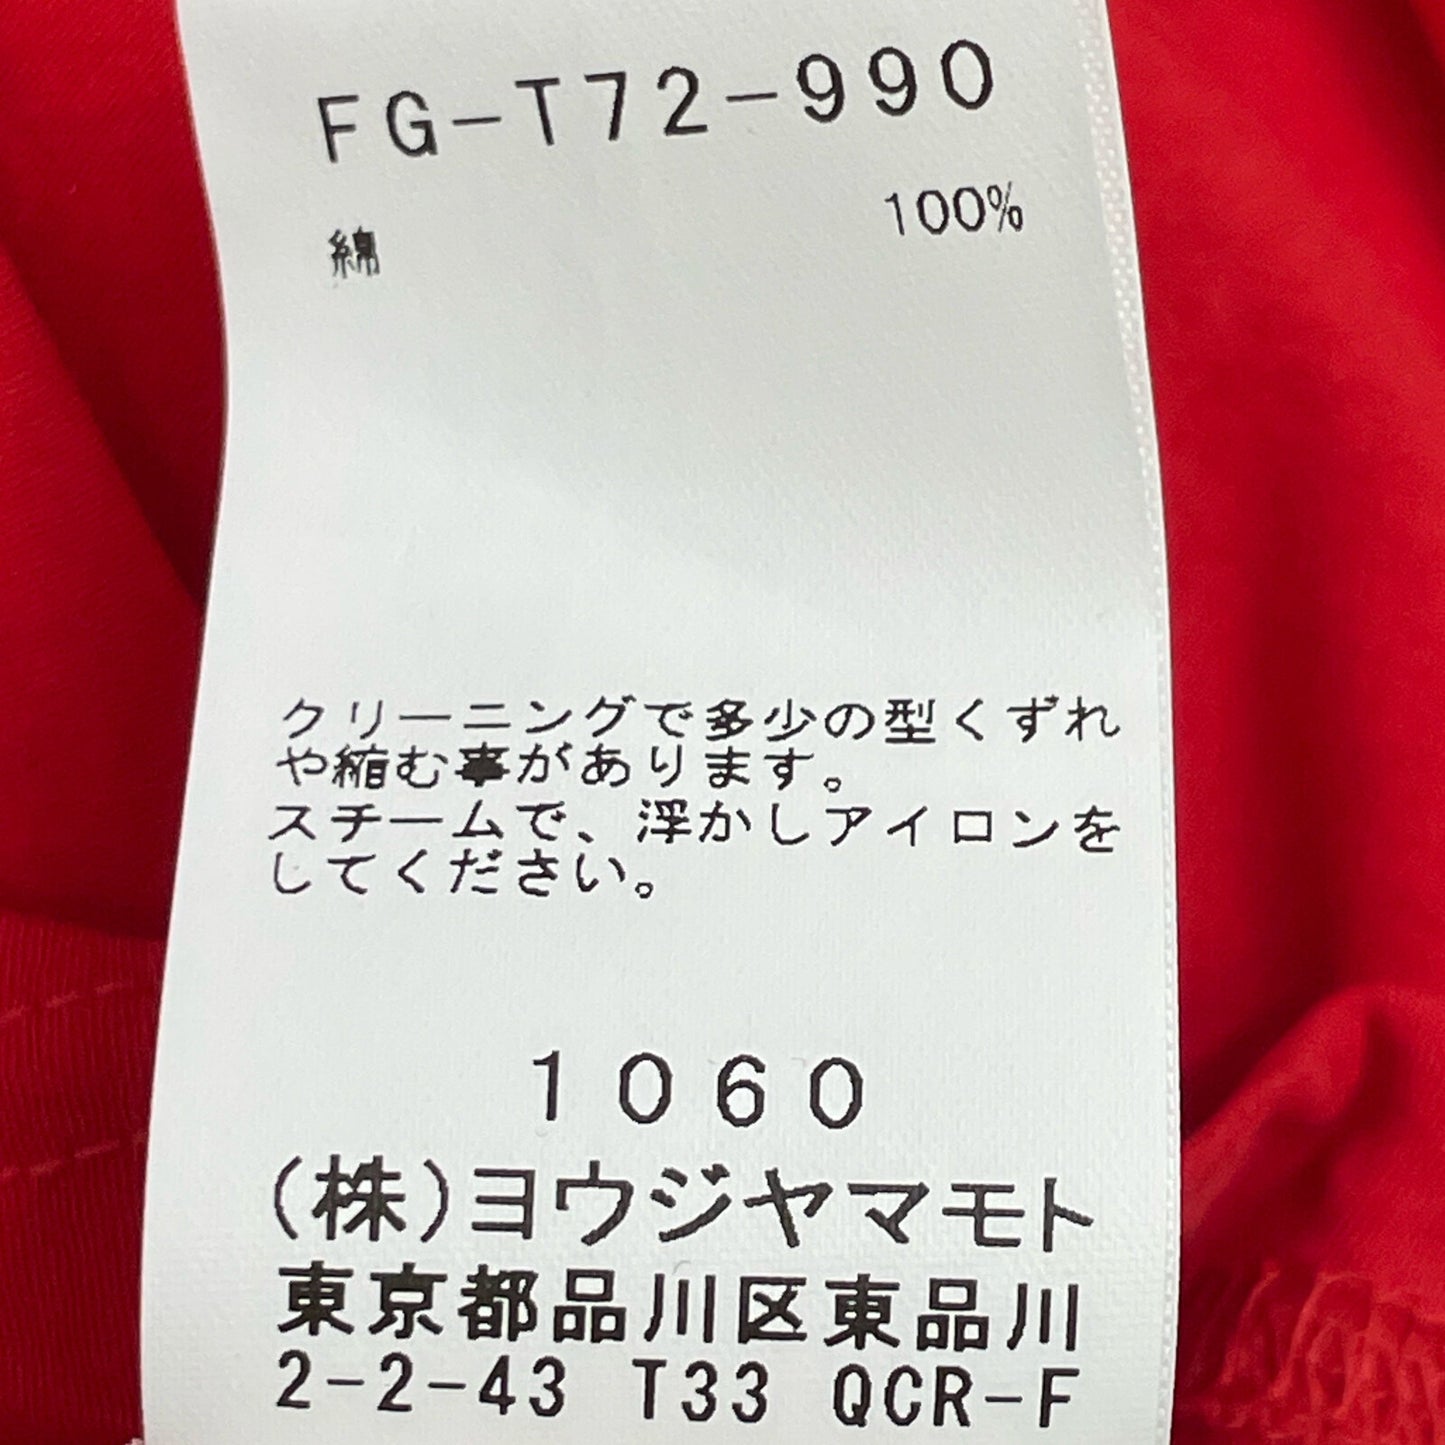 FG-T72-990
綿 100%
クリーニングで多少の型くずれ
や縮む事があります。
スチームで、浮かしアイロンを
してください。
1060
(株)ヨウジヤマモト
東京都品川区東品川
2-2-43 T33 QCR-F